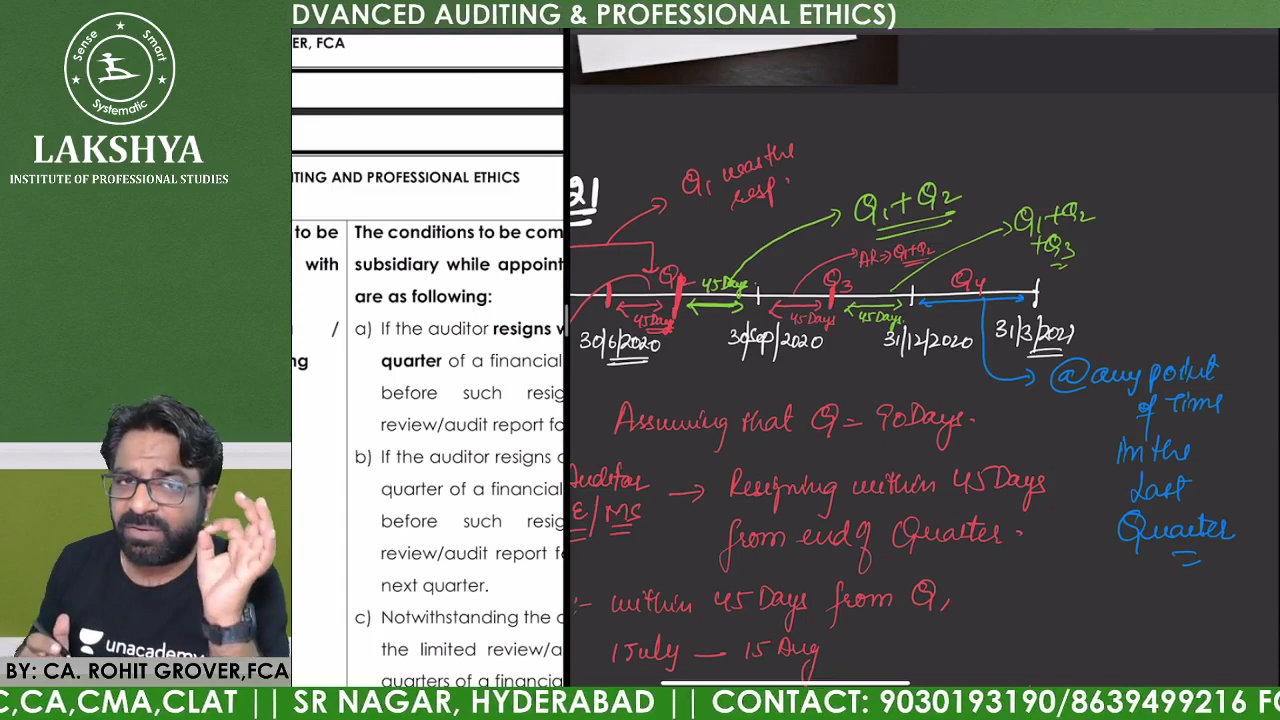 DVANCED AUDITING & PROFESSIONAL ETHICS)
Sense
Smart
Systematic
LAKSHYA
INSTITUTE OF PROFESSIONAL STUDIES
ER, FCA
ITING AND PROFESSIONAL ETHICS
to be
with
/
ng
The conditions to be com
subsidiary while appoint
are as following:
a) If the auditor resigns w
quarter of a financial
before such resig
review/audit report fo
b) If the auditor resigns a
quarter of a financial
before such resig
review/audit report fo
next quarter.
c) Notwithstanding the a
the limited review/a
quarters of a financia
21
Q1 was the
resp.
Q1+Q2
Q1+Q2
+Q3
AR => Q1+Q2
45 Days
Q3
Q4
45 Days
45 Days
45 Days.
30/6/2020
30/Sep/2020
31/12/2020
31/3/2021
@ any point
of Time
in the
Last
Quarter
Assuming that Q = 90 Days.
Auditor
E/MS
→ Resigning within 45 Days
from end of Quarter.
:- within 45 Days from Q1
1 July — 15 Aug
unacademy
BY: CA. ROHIT GROVER,FCA
C,CA,CMA,CLAT || SR NAGAR, HYDERABAD || CONTACT: 9030193190/8639499216 FO